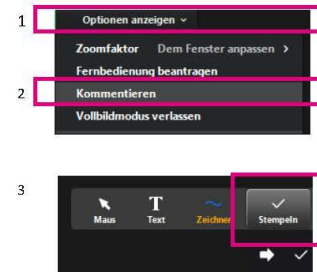 1 Optionen anzeigen
Zoomfaktor Dem Fenster anpassen >
Fernbedienung beantragen
2 Kommentieren
Vollbildmodus verlassen
3
Maus Text Zeichnen Stempeln